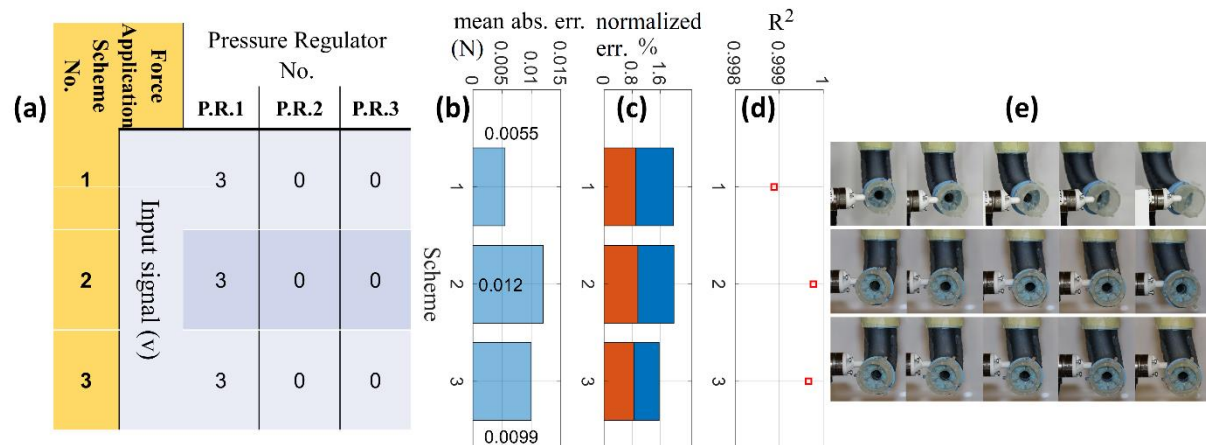 (a)
Force
Application
Scheme
No.
Pressure Regulator
No.
P.R.1 P.R.2 P.R.3
Input signal (v)
1 3 0 0
2 3 0 0
3 3 0 0
(b)
mean abs. err.
(N)
0 0.005 0.01 0.015
0.0055
0.012
0.0099
1
2
3
Scheme
(c)
normalized
err. %
0 0.8 1.6
1
2
3
(d)
R²
0.998 0.999 1
1
2
3
(e)